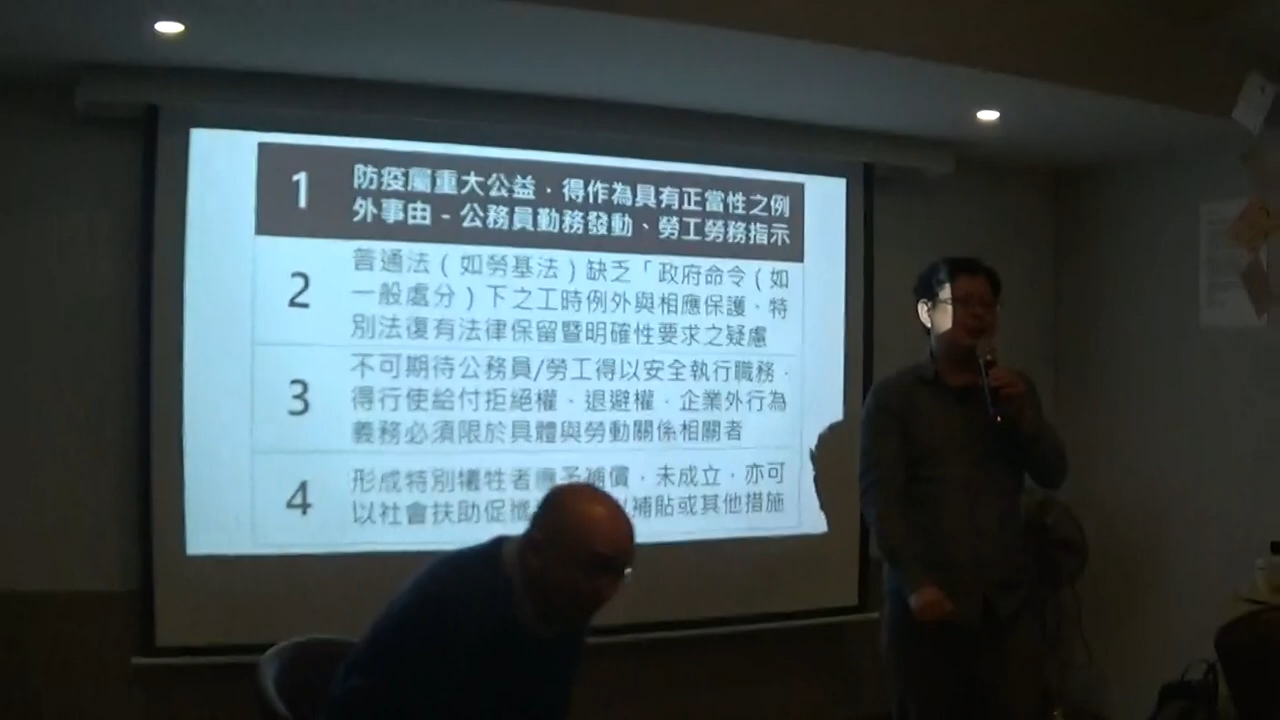 1
防疫屬重大公益，得作為具有正當性之例
外事由－公務員勤務發動、勞工勞務指示
2
普通法（如勞基法）缺乏「政府命令（如
一般處分）下之工時例外與相應保護、特
別法復有法律保留暨明確性要求之疑慮
3
不可期待公務員/勞工得以安全執行職務，
得行使給付拒絕權、退避權，企業外行為
義務必須限於具體與勞動關係相關者
4
形成特別犧牲者應予補償，未成立，亦可
以社會扶助促進 補貼或其他措施